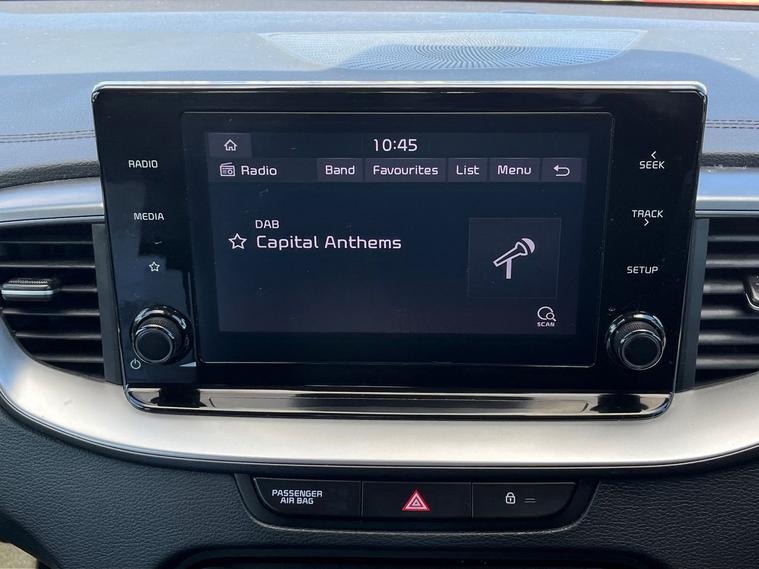 10:45
RADIO
Radio Band Favourites List Menu
SEEK
MEDIA
DAB
TRACK
Capital Anthems
SETUP
SCAN
PASSENGER
AIR BAG